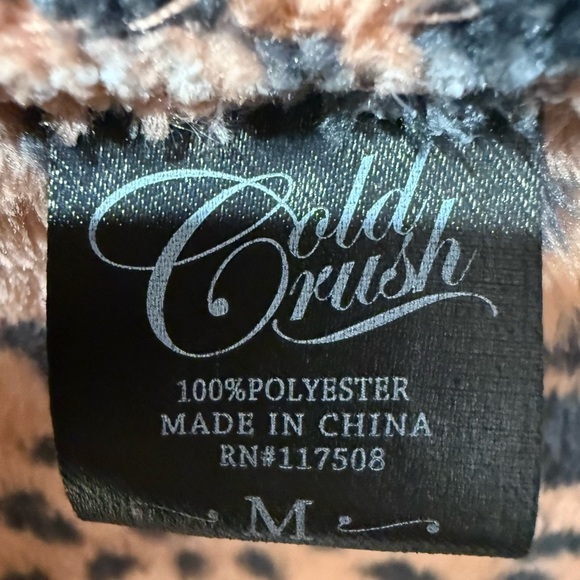 Cold
Crush
100%POLYESTER
MADE IN CHINA
RN#117508
M